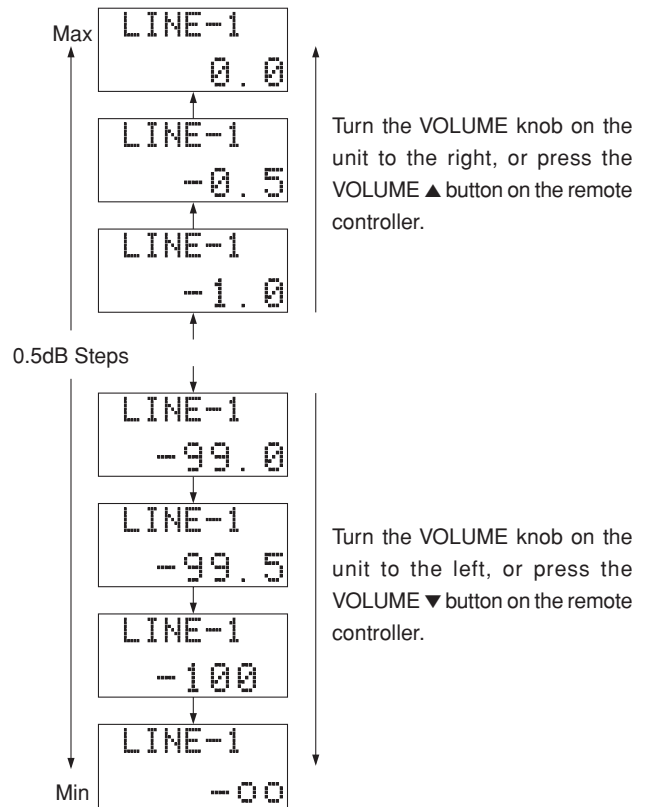 Max
LINE-1
0.0
LINE-1
-0.5
LINE-1
-1.0
Turn the VOLUME knob on the
unit to the right, or press the
VOLUME ▲ button on the remote
controller.
0.5dB Steps
LINE-1
-99.0
LINE-1
-99.5
LINE-1
-100
LINE-1
-oo
Turn the VOLUME knob on the
unit to the left, or press the
VOLUME ▼ button on the remote
controller.
Min